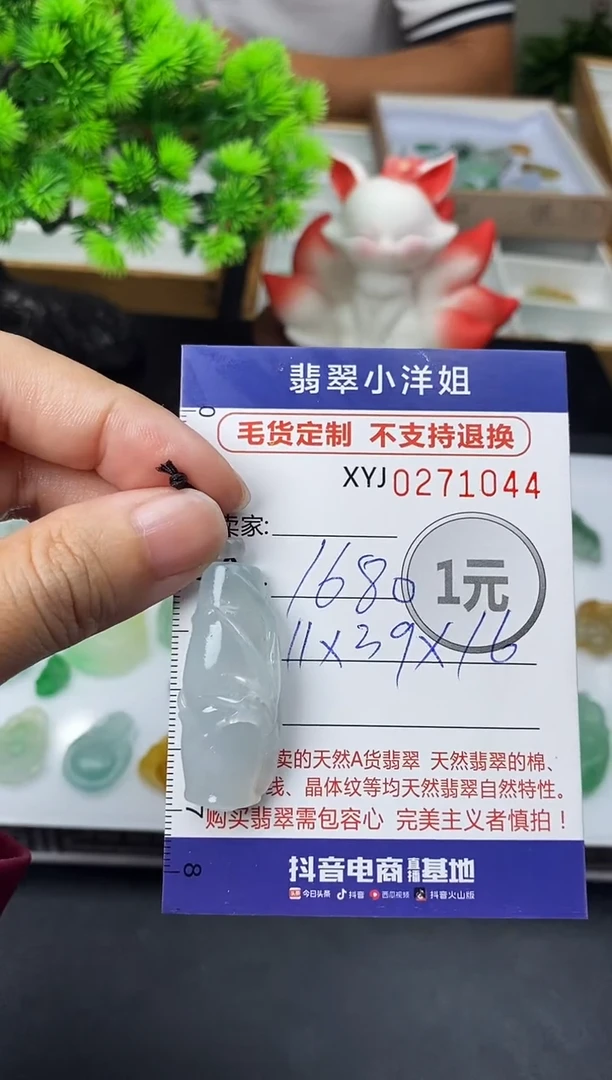 翡翠小洋姐
毛货定制 不支持退换
XYJ 0271044
卖家:
1680
1元
11x39x16
卖的天然A货翡翠 天然翡翠的棉、
线、晶体纹等均天然翡翠自然特性。
购买翡翠需包容心 完美主义者慎拍！
抖音电商直播基地
今日头条 抖音 西瓜视频 抖音火山版
0
7
8